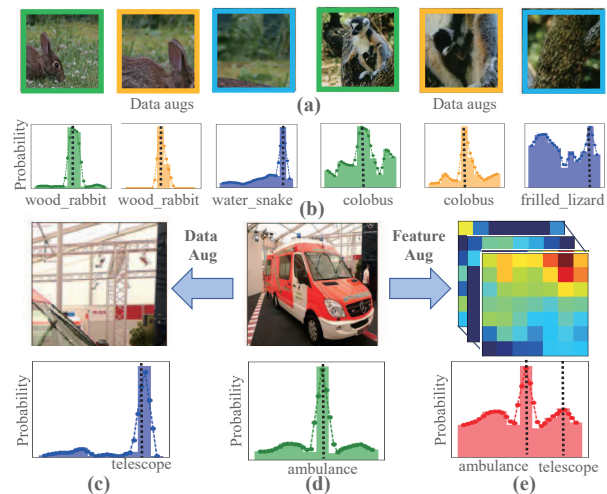 Data augs
Data augs
(a)
Probability
wood_rabbit
wood_rabbit
water_snake
colobus
colobus
frilled_lizard
(b)
Data
Aug
Feature
Aug
Probability
telescope
(c)
Probability
ambulance
(d)
Probability
ambulance
telescope
(e)